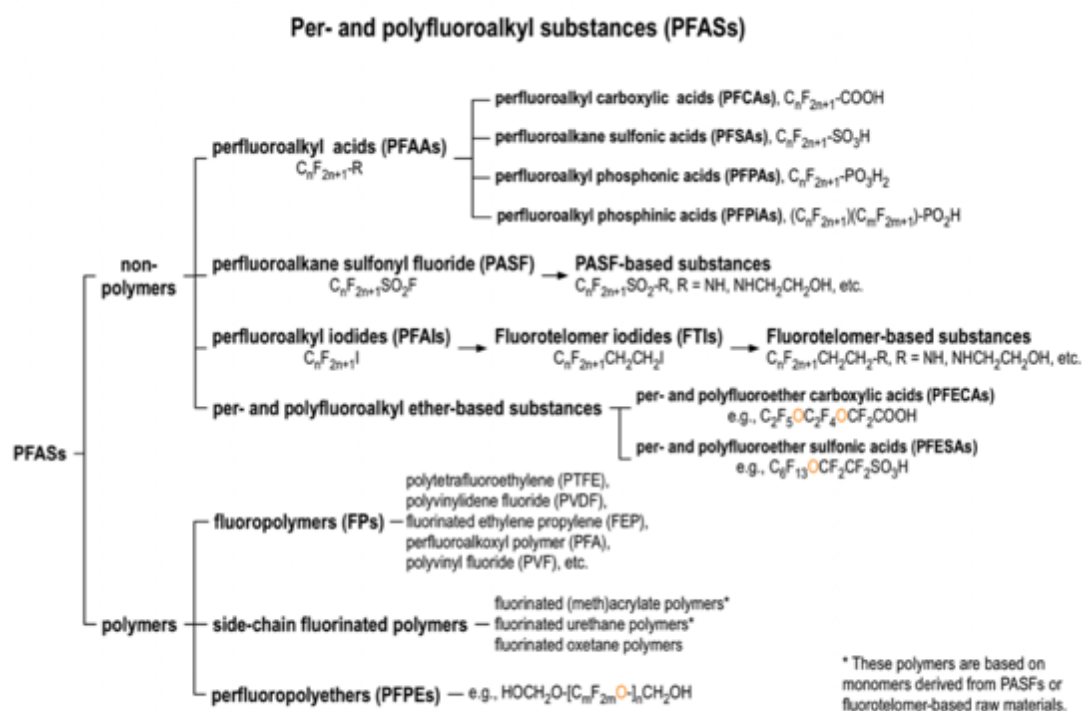 Per- and polyfluoroalkyl substances (PFASs)
perfluoroalkyl carboxylic acids (PFCAs), CnF2n+1-COOH
perfluoroalkyl acids (PFAAs)
CnF2n+1-R
perfluoroalkane sulfonic acids (PFSAs), CnF2n+1-SO3H
perfluoroalkyl phosphonic acids (PFPAs), CnF2n+1-PO3H2
perfluoroalkyl phosphinic acids (PFPiAs), (CnF2n+1)(CmF2m+1)-PO2H
non-
polymers
perfluoroalkane sulfonyl fluoride (PASF)
CnF2n+1SO2F
PASF-based substances
CnF2n+1SO2-R, R = NH, NHCH2CH2OH, etc.
perfluoroalkyl iodides (PFAIs)
CnF2n+1I
Fluorotelomer iodides (FTIs)
CnF2n+1CH2CH2I
Fluorotelomer-based substances
CnF2n+1CH2CH2-R, R = NH, NHCH2CH2OH, etc.
per- and polyfluoroalkyl ether-based substances
per- and polyfluoroether carboxylic acids (PFECAs)
e.g., C2F5OC2F4OCF2COOH
per- and polyfluoroether sulfonic acids (PFESAs)
e.g., C6F13OCF2CF2SO3H
PFASs
fluoropolymers (FPs)
polytetrafluoroethylene (PTFE),
polyvinylidene fluoride (PVDF),
fluorinated ethylene propylene (FEP),
perfluoroalkoxyl polymer (PFA),
polyvinyl fluoride (PVF), etc.
polymers
side-chain fluorinated polymers
fluorinated (meth)acrylate polymers*
fluorinated urethane polymers*
fluorinated oxetane polymers
perfluoropolyethers (PFPEs)
e.g., HOCH2O-[CmF2mO-]nCH2OH
* These polymers are based on
monomers derived from PASFs or
fluorotelomer-based raw materials.